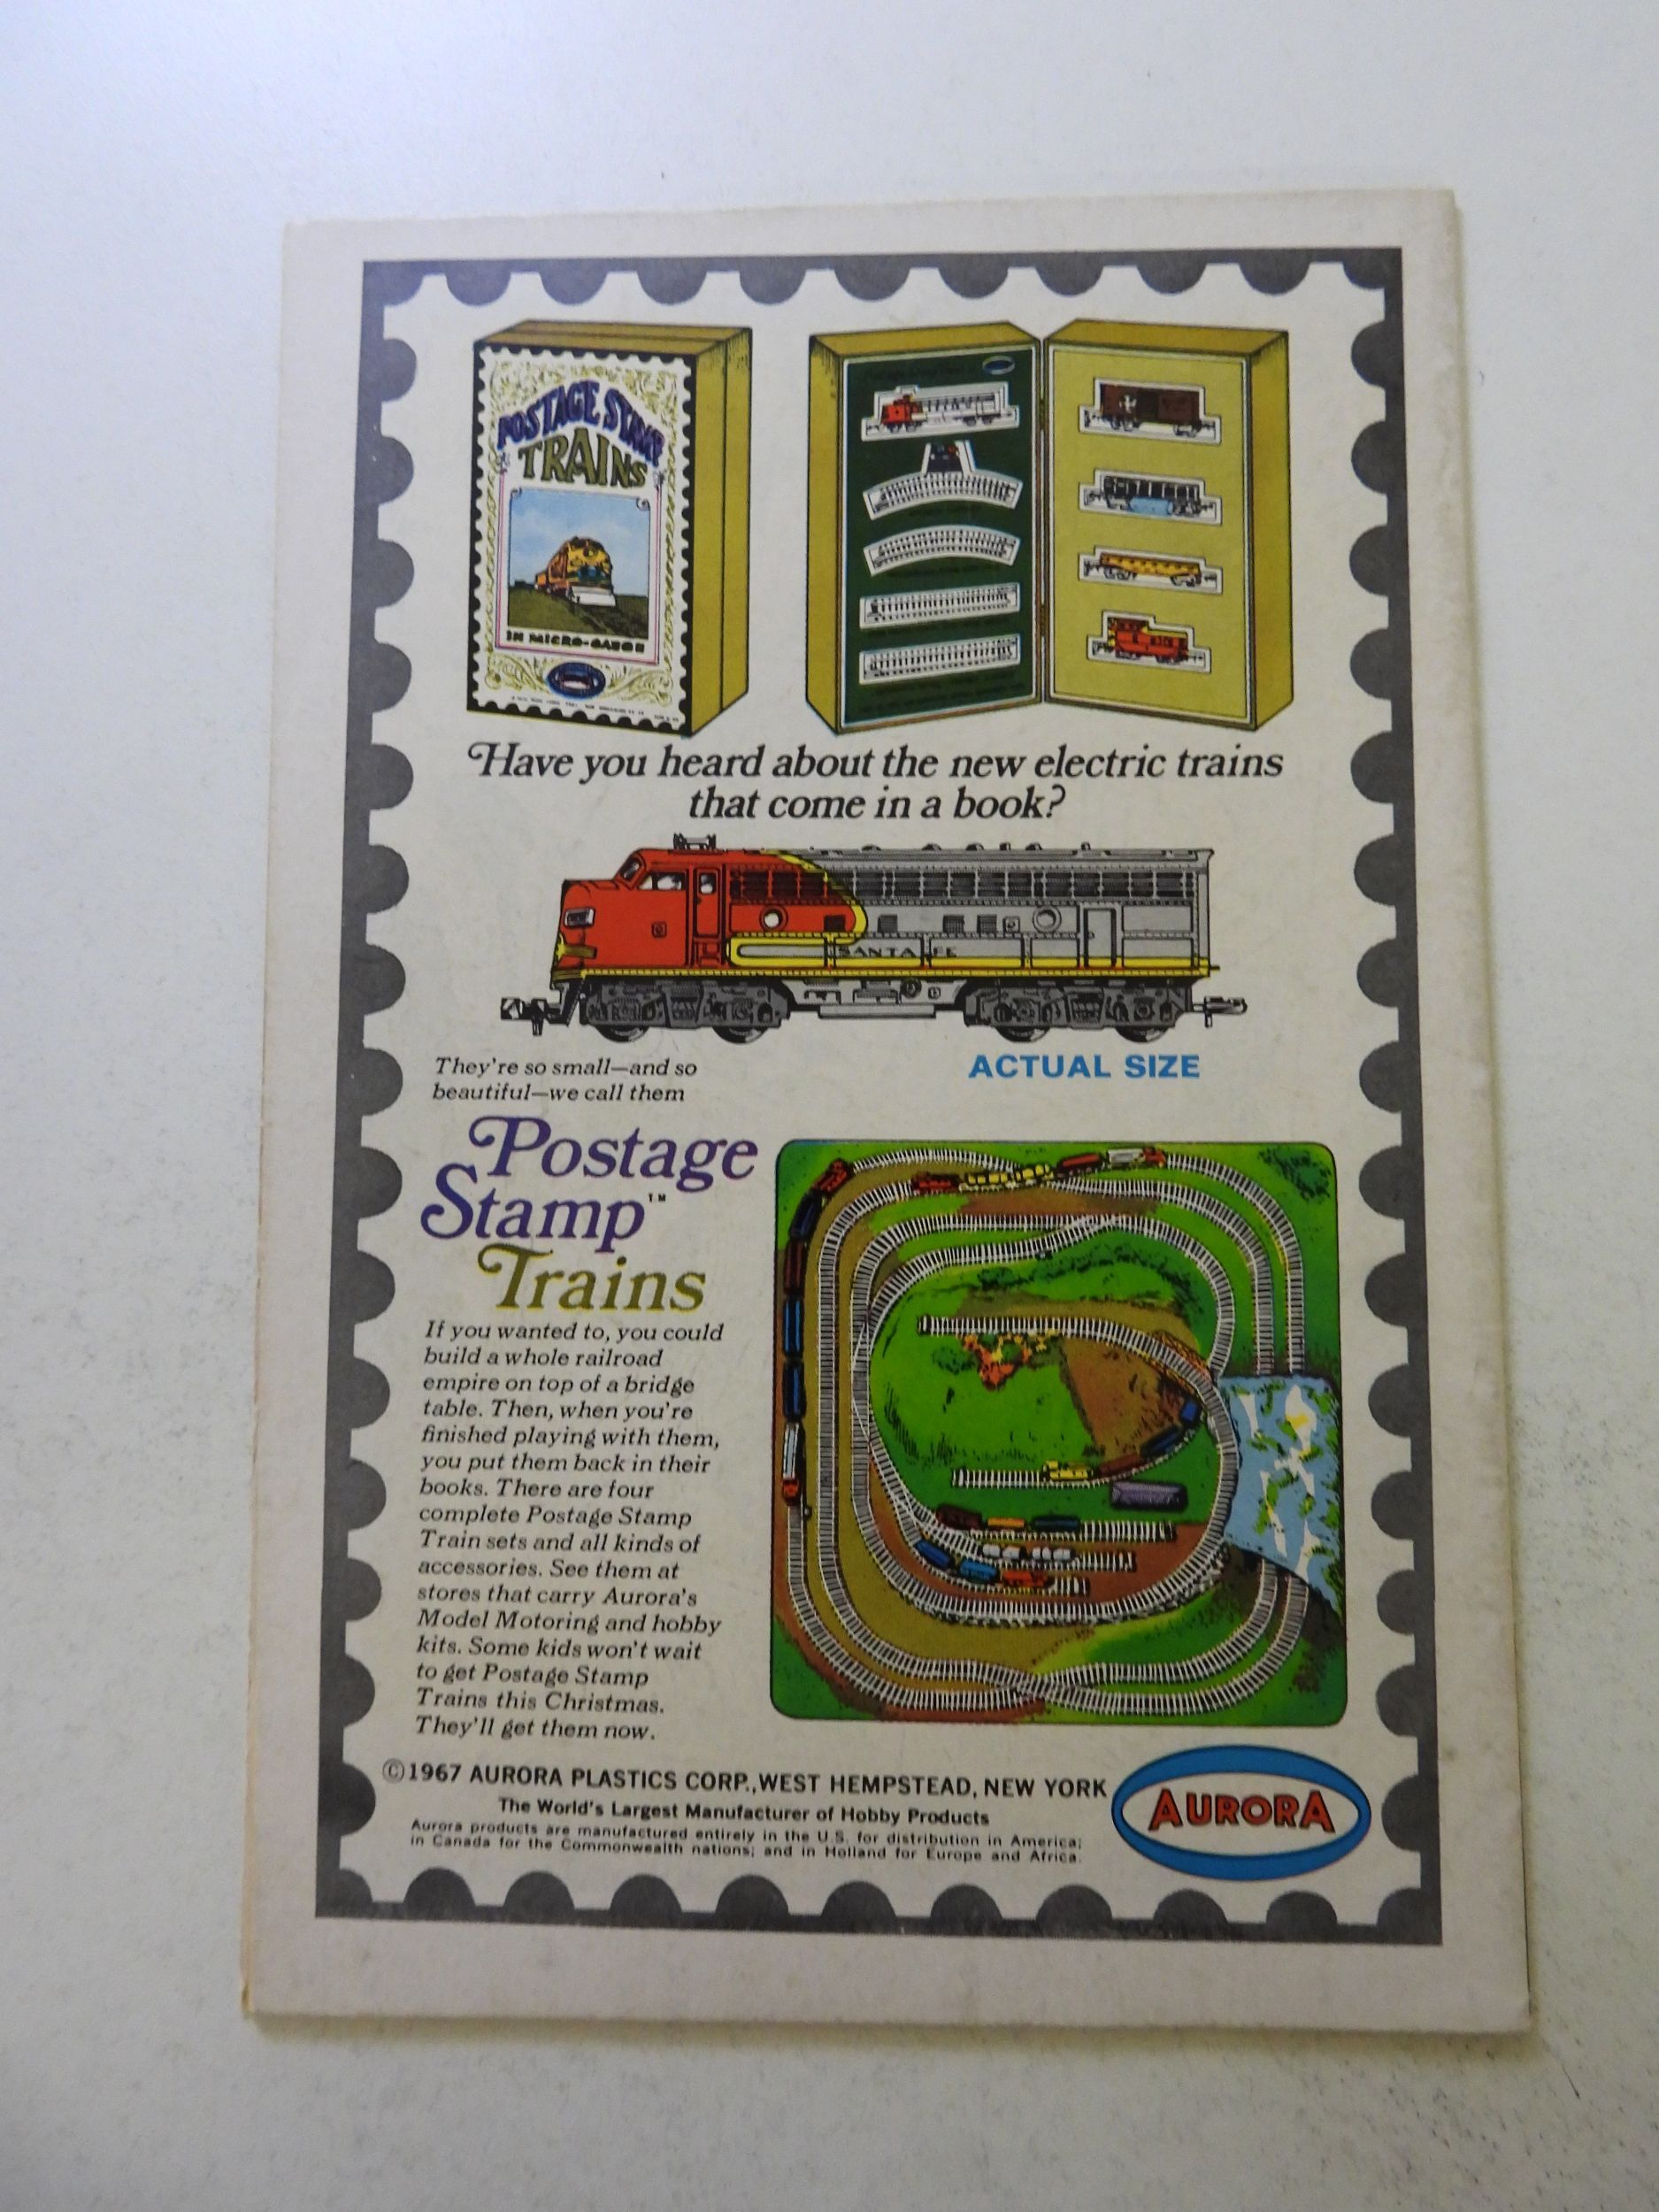 POSTAGE STAMP
TRAINS
IN MICRO-GAUGE
Have you heard about the new electric trains
that come in a book?
SANTA FE
They're so small—and so
beautiful—we call them
ACTUAL SIZE
Postage
Stamp™
Trains
If you wanted to, you could
build a whole railroad
empire on top of a bridge
table. Then, when you're
finished playing with them,
you put them back in their
books. There are four
complete Postage Stamp
Train sets and all kinds of
accessories. See them at
stores that carry Aurora's
Model Motoring and hobby
kits. Some kids won't wait
to get Postage Stamp
Trains this Christmas.
They'll get them now.
©1967 AURORA PLASTICS CORP., WEST HEMPSTEAD, NEW YORK
The World's Largest Manufacturer of Hobby Products
Aurora products are manufactured entirely in the U.S. for distribution in America;
in Canada for the Commonwealth nations; and in Holland for Europe and Africa.
AURORA